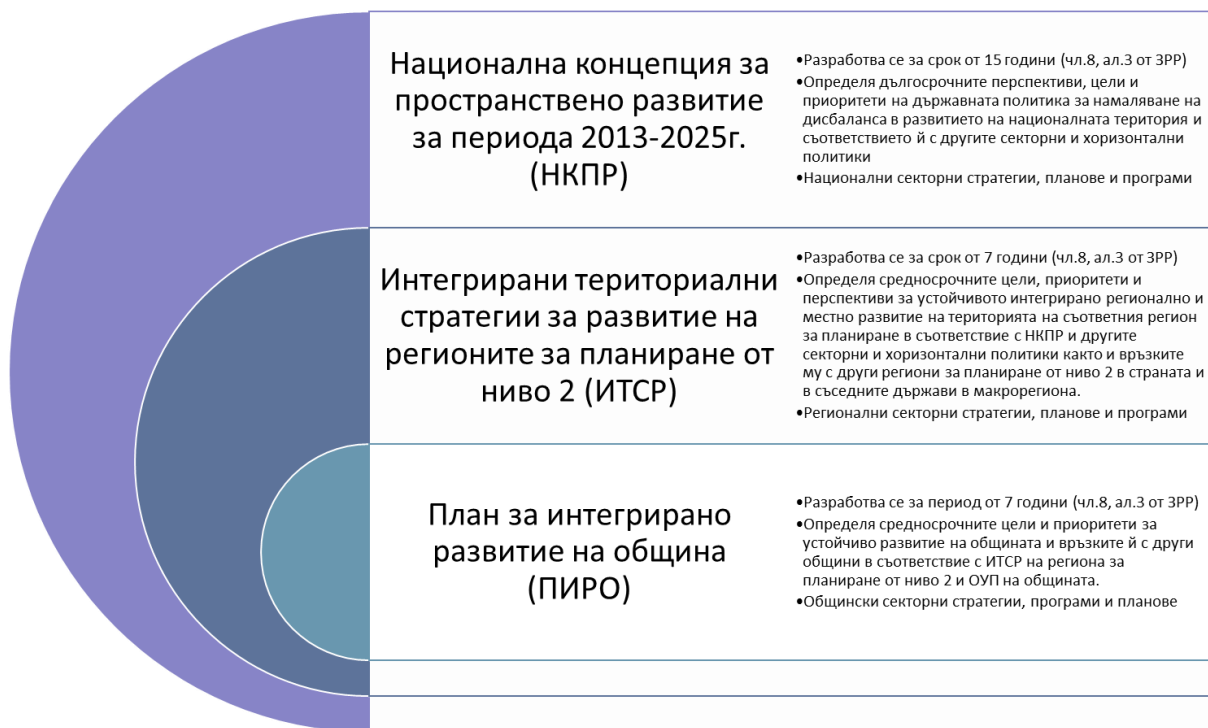 Национална концепция за
пространствено развитие
за периода 2013-2025г.
(НКПР)
•Разработва се за срок от 15 години (чл.8, ал.3 от ЗРР)
•Определя дългосрочните перспективи, цели и
приоритети на държавната политика за намаляване на
дисбаланса в развитието на националната територия и
съответствието й с другите секторни и хоризонтални
политики
•Национални секторни стратегии, планове и програми
Интегрирани териториални
стратегии за развитие на
регионите за планиране от
ниво 2 (ИТСР)
•Разработва се за срок от 7 години (чл.8, ал.3 от ЗРР)
•Определя средносрочните цели, приоритети и
перспективи за устойчивото интегрирано регионално и
местно развитие на територията на съответния регион
за планиране в съответствие с НКПР и другите
секторни и хоризонтални политики както и връзките
му с други региони за планиране от ниво 2 в страната и
в съседните държави в макрорегиона.
•Регионални секторни стратегии, планове и програми
План за интегрирано
развитие на община
(ПИРО)
•Разработва се за период от 7 години (чл.8, ал.3 от ЗРР)
•Определя средносрочните цели и приоритети за
устойчиво развитие на общината и връзките й с други
общини в съответствие с ИТСР на региона за
планиране от ниво 2 и ОУП на общината.
•Общински секторни стратегии, програми и планове